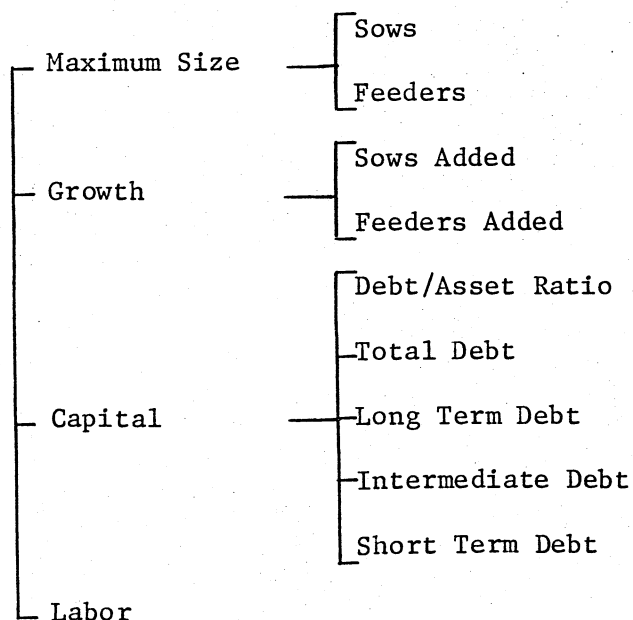 Maximum Size
Sows
Feeders
Growth
Sows Added
Feeders Added
Capital
Debt/Asset Ratio
Total Debt
Long Term Debt
Intermediate Debt
Short Term Debt
Labor